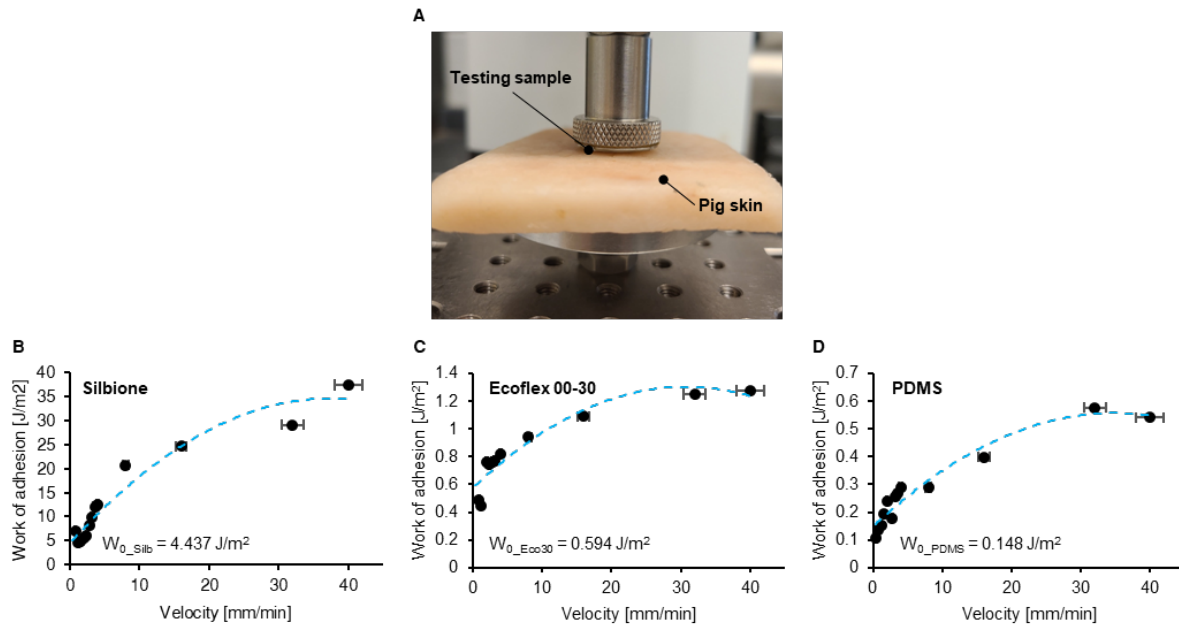 A
Testing sample
Pig skin
B
Silbione
Work of adhesion [J/m2]
40
35
30
25
20
15
10
5
0
W0_Silb = 4.437 J/m²
0 10 20 30 40
Velocity [mm/min]
C
Ecoflex 00-30
Work of adhesion [J/m²]
1.4
1.2
1
0.8
0.6
0.4
0.2
0
W0_Eco30 = 0.594 J/m²
0 10 20 30 40
Velocity [mm/min]
D
PDMS
Work of adhesion [J/m²]
0.7
0.6
0.5
0.4
0.3
0.2
0.1
0
W0_PDMS = 0.148 J/m²
0 10 20 30 40
Velocity [mm/min]